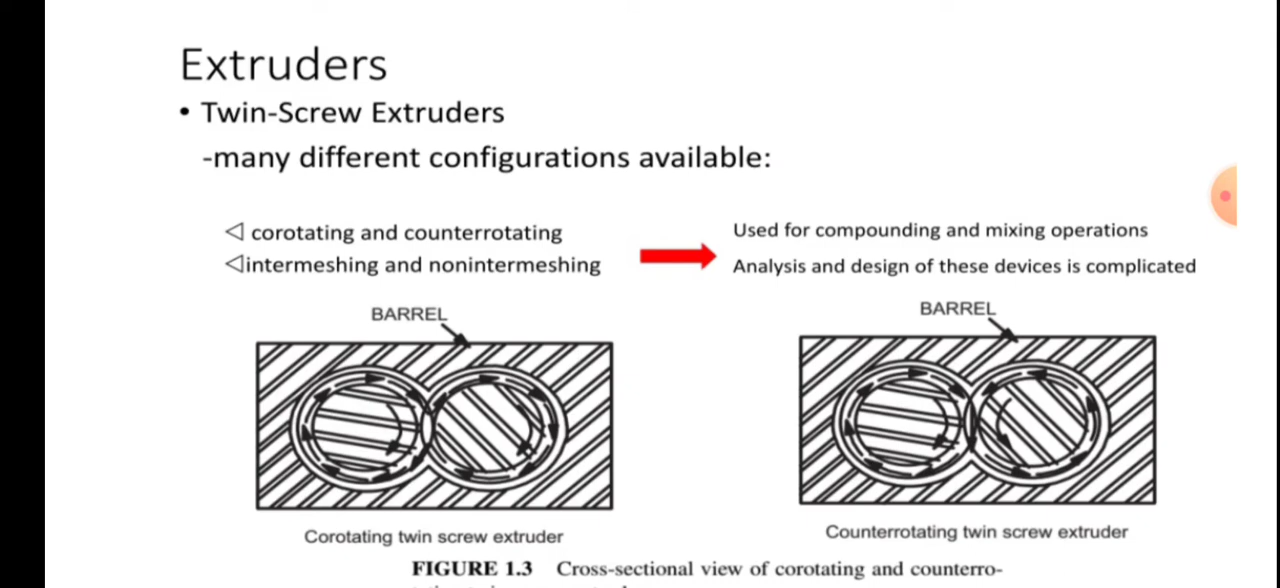 Extruders
• Twin-Screw Extruders
-many different configurations available:
corotating and counterrotating
intermeshing and nonintermeshing
Used for compounding and mixing operations
Analysis and design of these devices is complicated
BARREL
BARREL
Corotating twin screw extruder
Counterrotating twin screw extruder
FIGURE 1.3 Cross-sectional view of corotating and counterro-